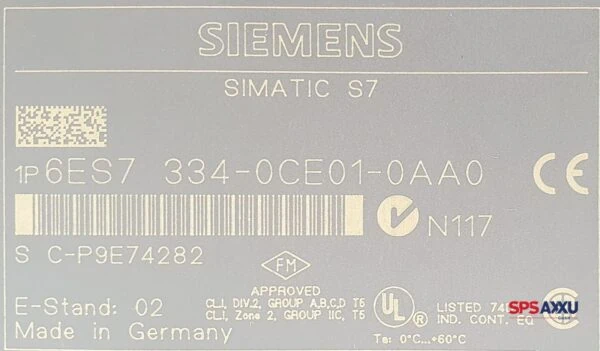 SIEMENS
SIMATIC S7
1P 6ES7 334-0CE01-0AA0
N117
S C-P9E74282
FM
APPROVED
E-Stand: 02
CL.I, DIV.2, GROUP A,B,C,D T5
CL.I, Zone 2, GROUP IIC, T5
Made in Germany
UL
LISTED
IND. CONT. EQ
Ta: 0°C...+60°C
SPS AXXU